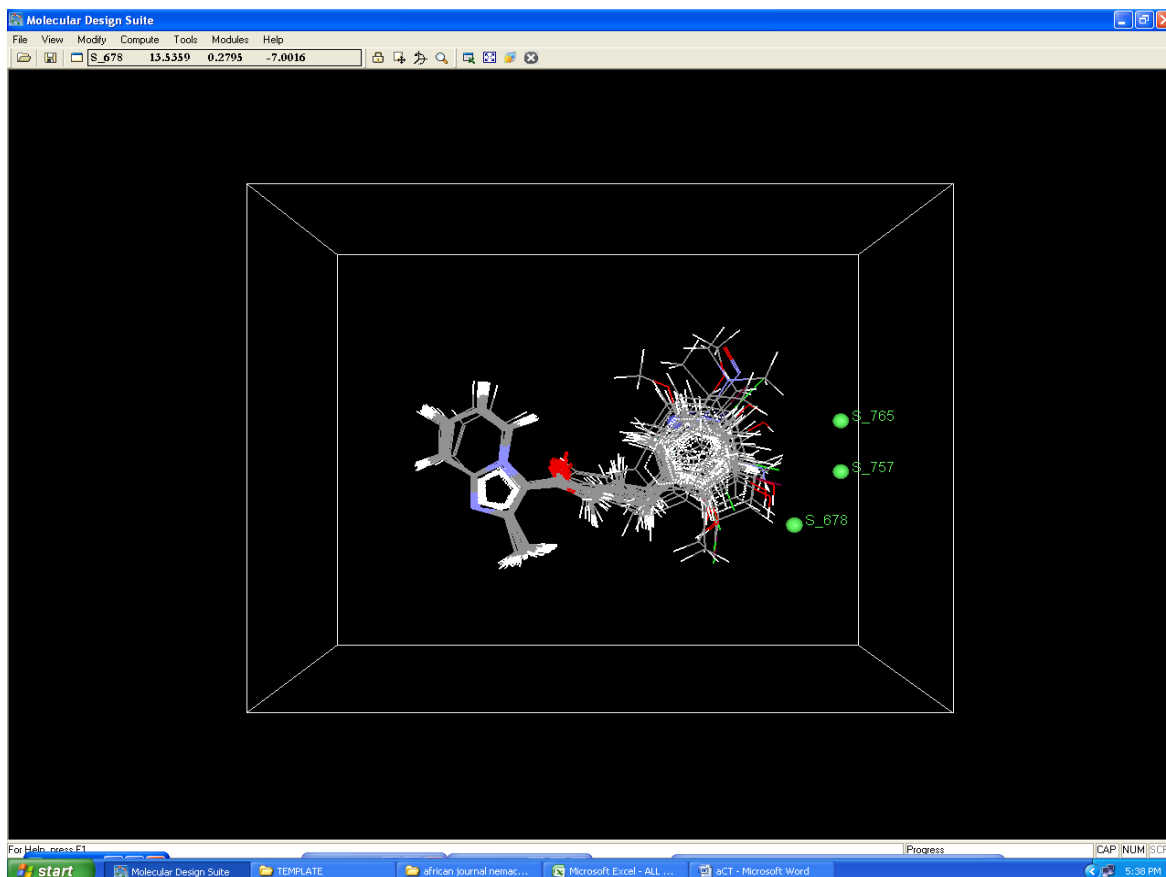 Molecular Design Suite
File View Modify Compute Tools Modules Help
S_678 13.5359 0.2795 -7.0016
S_765
S_757
S_678
For Help, press F1
Progress
CAP NUM SCF
start Molecular Design Suite TEMPLATE african journal nemac... Microsoft Excel - ALL ... aCT - Microsoft Word 5:38 PM